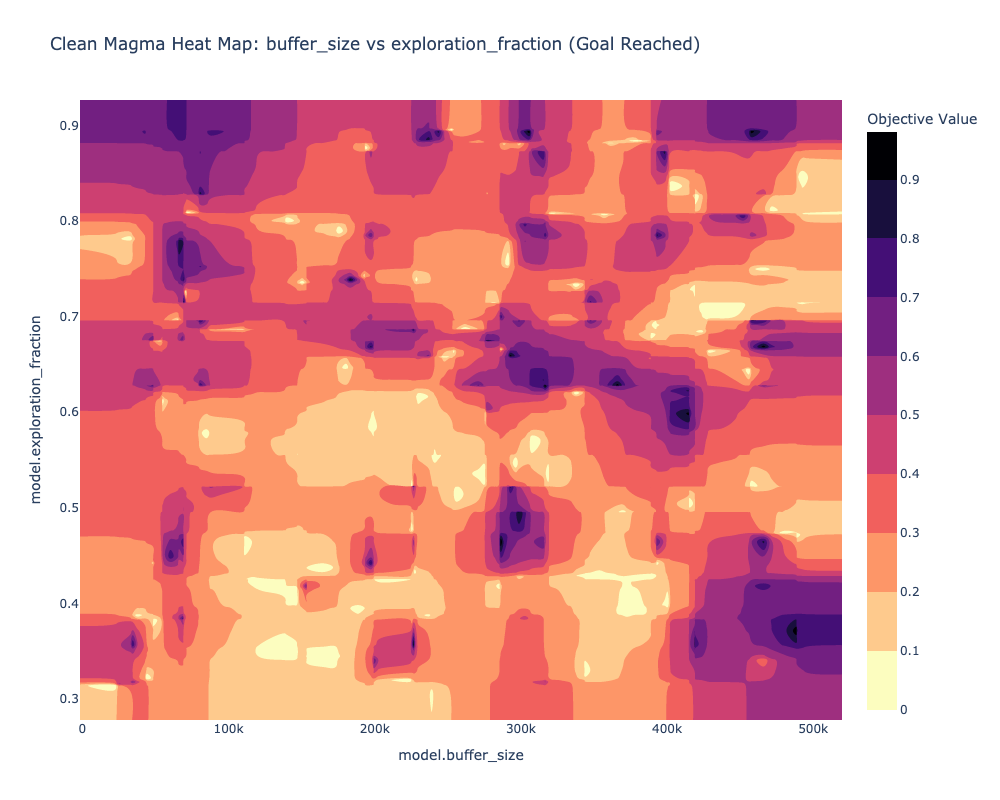 Clean Magma Heat Map: buffer_size vs exploration_fraction (Goal Reached)
Objective Value
0.9
0.8
0.7
0.6
0.5
0.4
0.3
0.2
0.1
0
model.exploration_fraction
0.9
0.8
0.7
0.6
0.5
0.4
0.3
0
100k
200k
300k
400k
500k
model.buffer_size